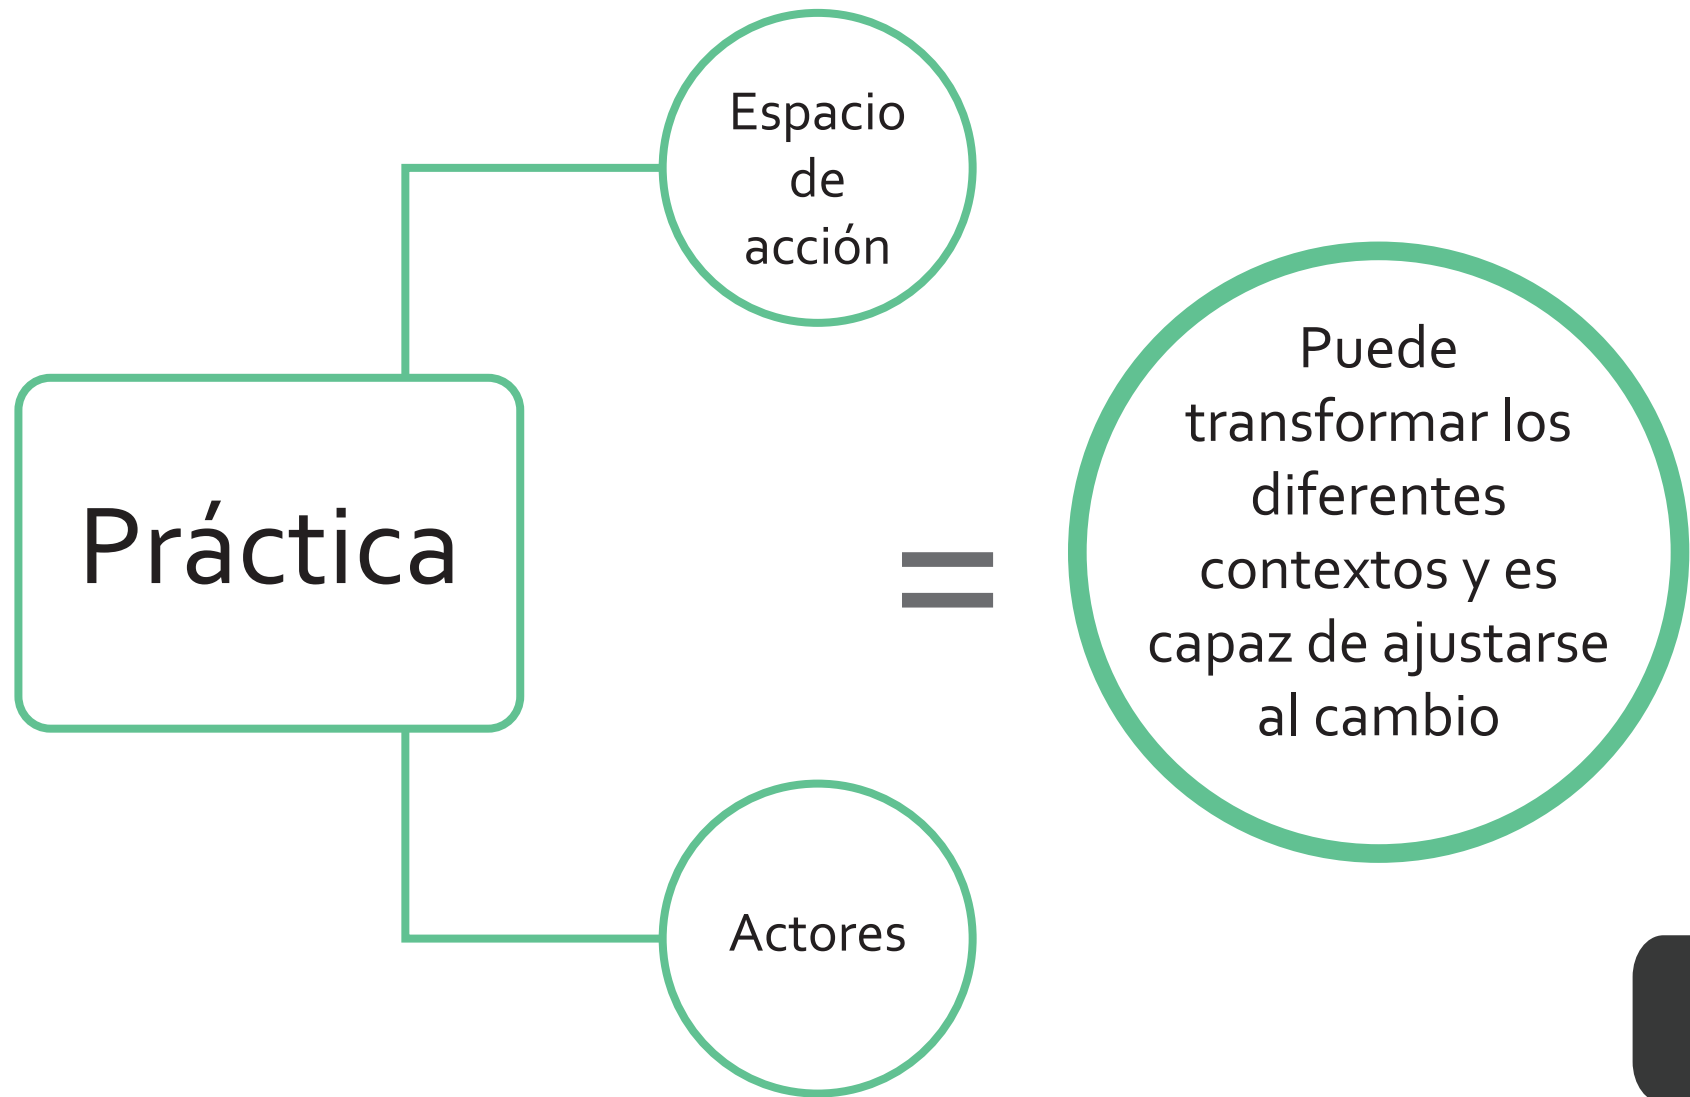 Espacio
de
acción
Práctica
=
Puede
transformar los
diferentes
contextos y es
capaz de ajustarse
al cambio
Actores